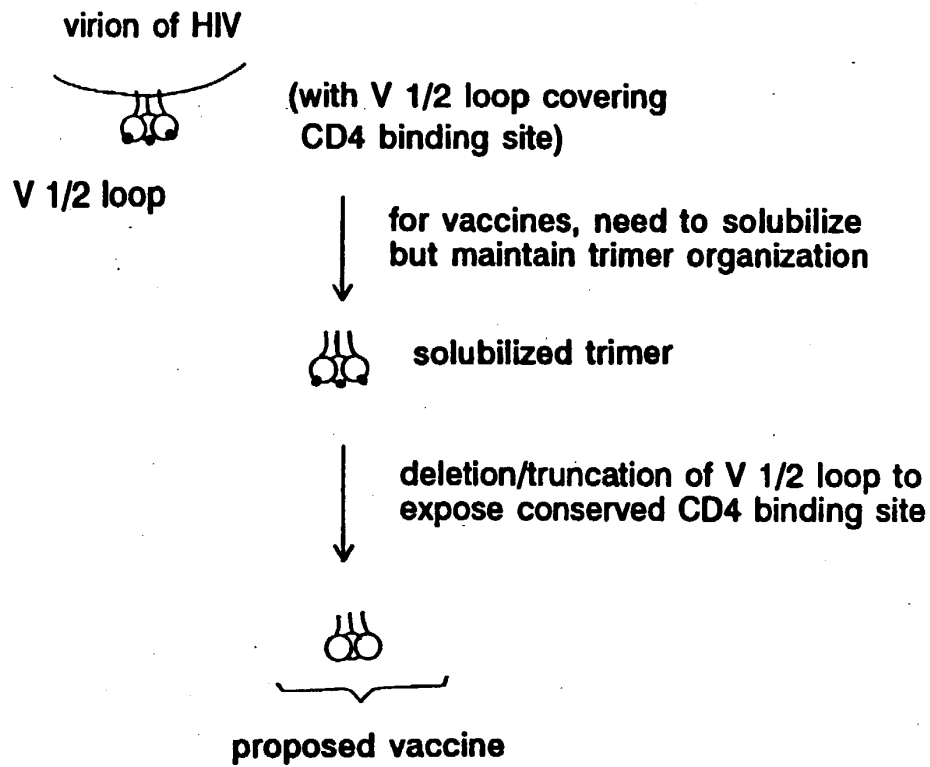 virion of HIV
(with V 1/2 loop covering
CD4 binding site)
V 1/2 loop
for vaccines, need to solubilize
but maintain trimer organization
solubilized trimer
deletion/truncation of V 1/2 loop to
expose conserved CD4 binding site
proposed vaccine